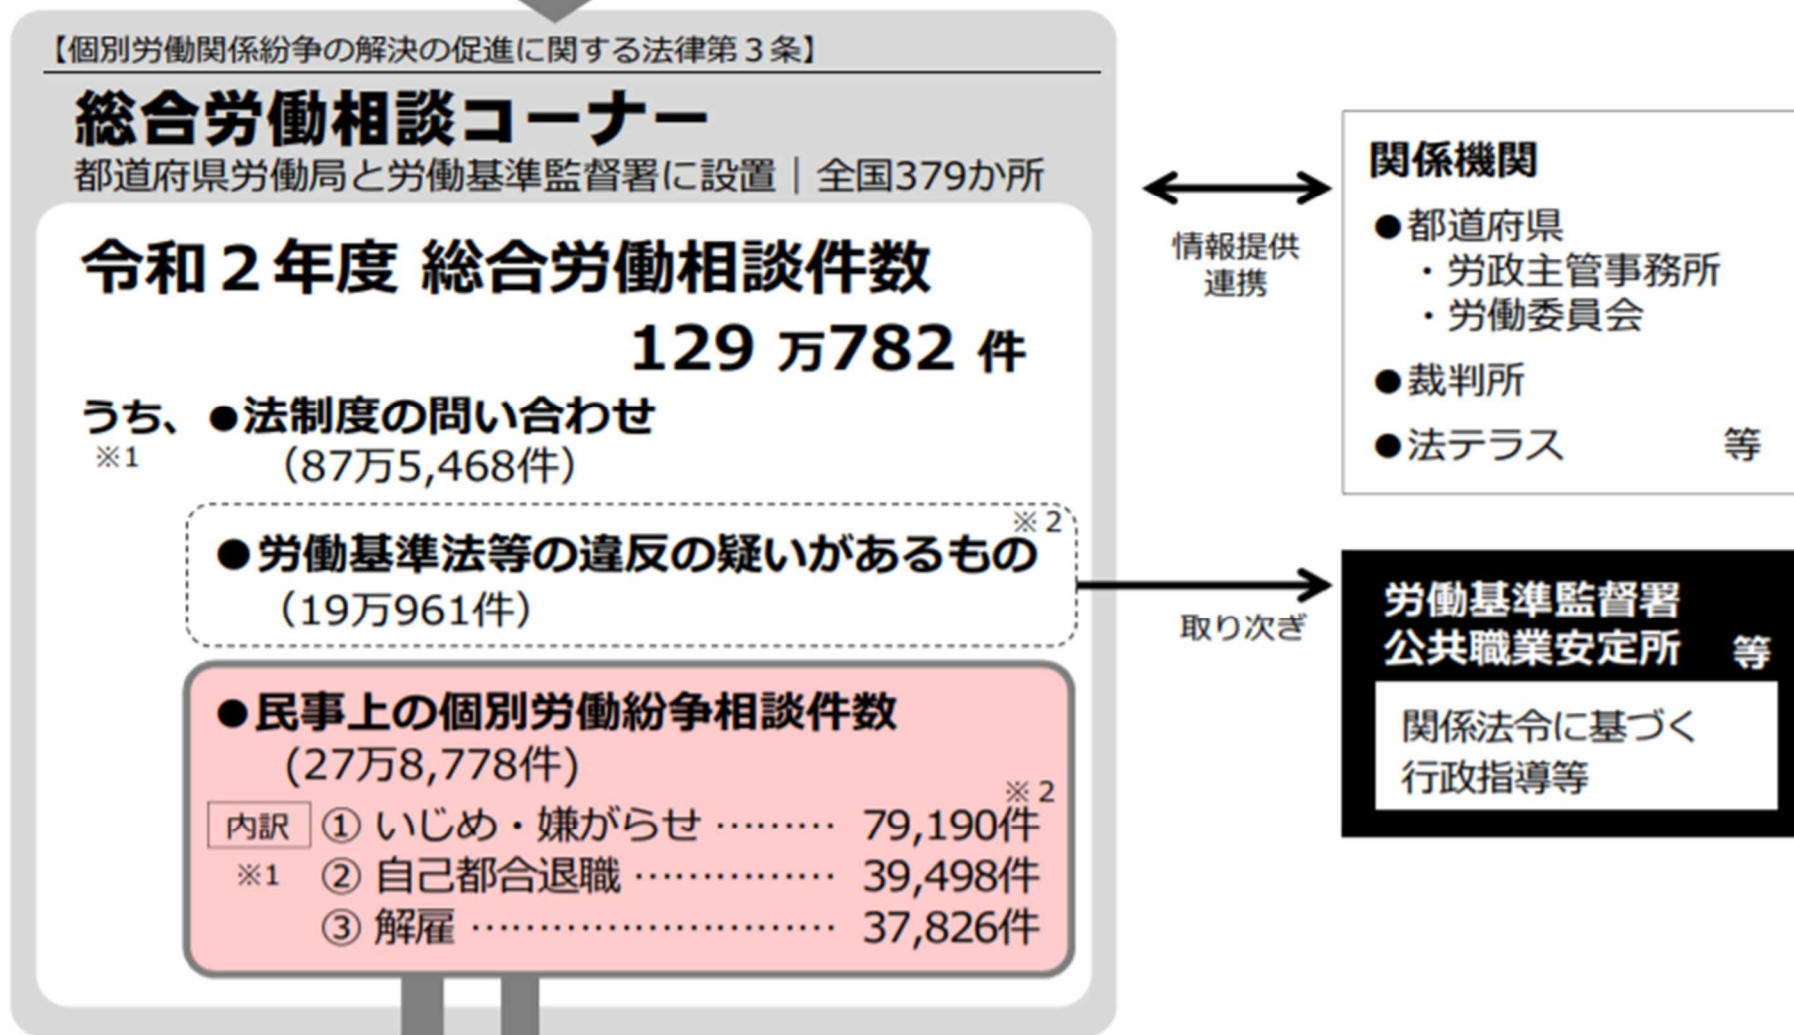 【個別労働関係紛争の解決の促進に関する法律第３条】
総合労働相談コーナー
都道府県労働局と労働基準監督署に設置｜全国379か所
令和２年度 総合労働相談件数
129 万782 件
うち、●法制度の問い合わせ
※1
（87万5,468件）
※２
●労働基準法等の違反の疑いがあるもの
（19万961件）
●民事上の個別労働紛争相談件数
(27万8,778件)
※２
内訳 ① いじめ・嫌がらせ ……… 79,190件
※1 ② 自己都合退職 …………… 39,498件
③ 解雇 ……………………… 37,826件
情報提供
連携
関係機関
●都道府県
・労政主管事務所
・労働委員会
●裁判所
●法テラス 等
取り次ぎ
労働基準監督署
公共職業安定所 等
関係法令に基づく
行政指導等